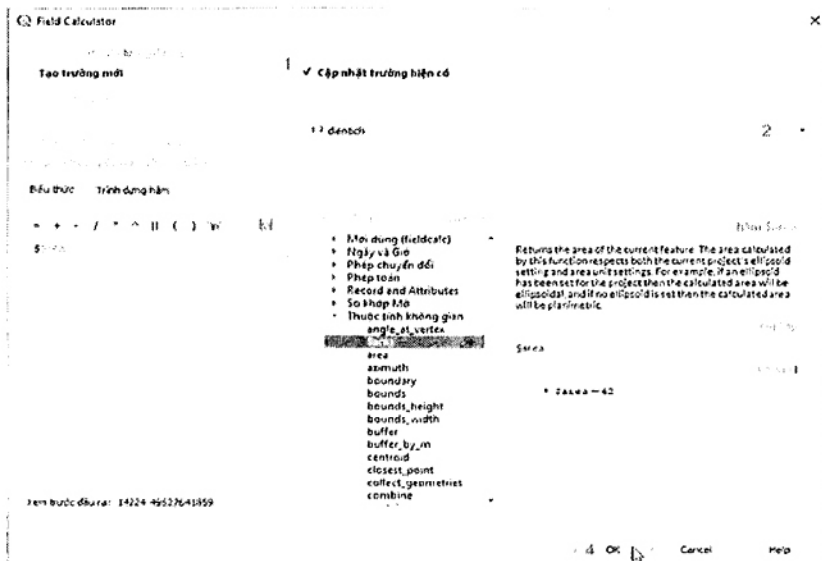 Field Calculator
Tạo trường mới
1 ✓ Cập nhật trường hiện có
2
Biểu thức Trình dựng hàm
= + - / * ^ || ( )
Mới dùng (fieldcalc)
Ngày và Giờ
Phép chuyển đổi
Phép toán
Record and Attributes
So khớp Mờ
Thuộc tính không gian
angle_at_vertex
area
azimuth
boundary
bounds
bounds_height
bounds_width
buffer
buffer_by_m
centroid
closest_point
collect_geometries
combine
Returns the area of the current feature. The area calculated
by this function respects both the current project's ellipsoid
setting and area unit settings. For example, if an ellipsoid
has been set for the project then the calculated area will be
ellipsoidal, and if no ellipsoid is set then the calculated area
will be planimetric.
$area
$area → 42
Xem trước đầu ra:
4 OK Cancel Help